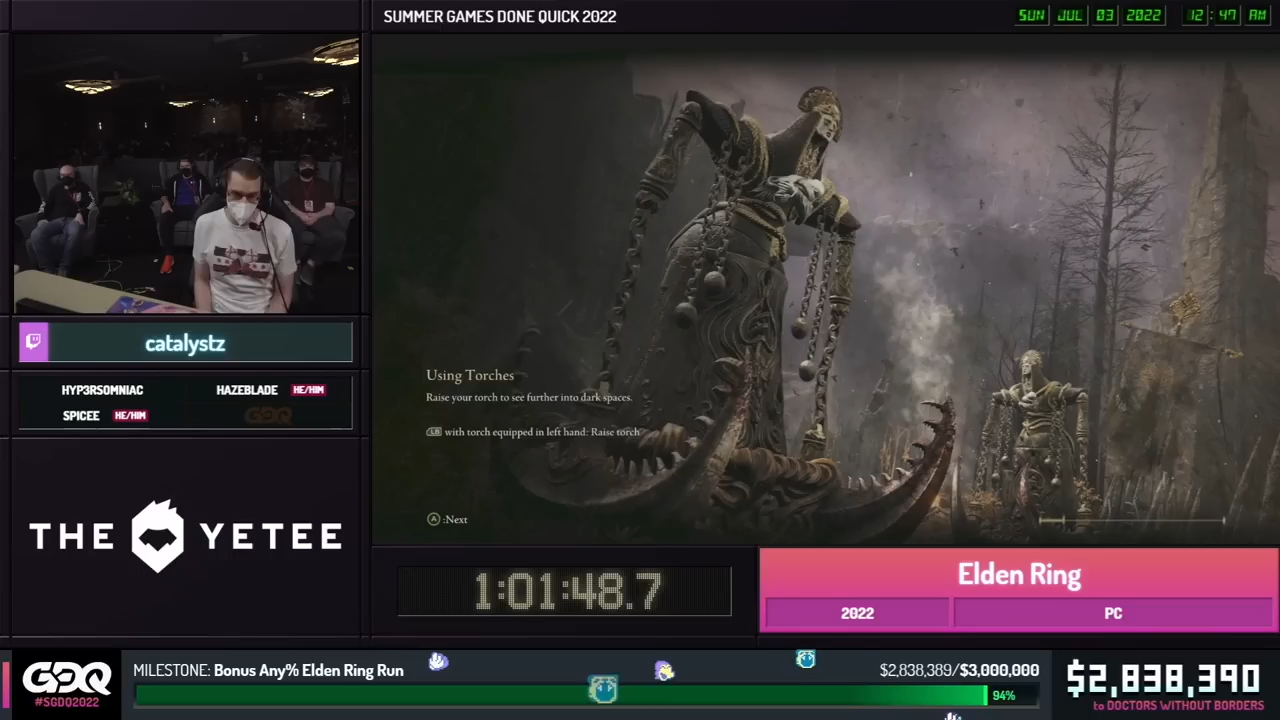 SUMMER GAMES DONE QUICK 2022
SUN JUL 03 2022 12:47 AM
catalystz
HYP3RSOMNIAC
HAZEBLADE HE/HIM
SPICEE HE/HIM
GDQ
THE YETEE
Using Torches
Raise your torch to see further into dark spaces.
LB with torch equipped in left hand: Raise torch
A :Next
1:01:48.7
Elden Ring
2022
PC
GDQ
#SGDQ2022
MILESTONE: Bonus Any% Elden Ring Run
$2,838,389/$3,000,000
94%
$2,838,390
to DOCTORS WITHOUT BORDERS